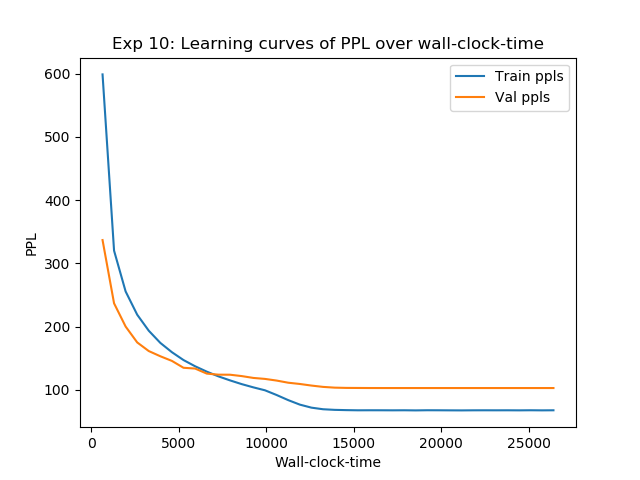 Exp 10: Learning curves of PPL over wall-clock-time
Train ppls
Val ppls
600
500
400
300
200
100
PPL
0
5000
10000
15000
20000
25000
Wall-clock-time